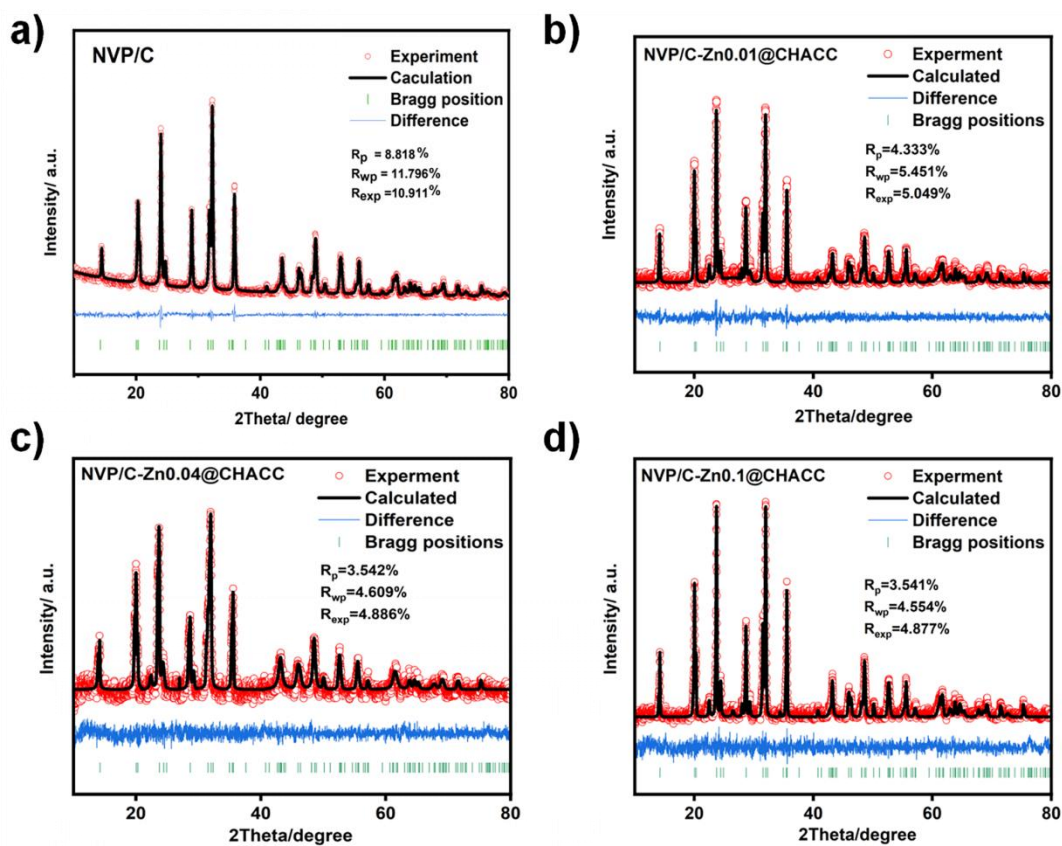 a)
NVP/C
Experiment
Caculation
Bragg position
Difference
Rp = 8.818%
Rwp = 11.796%
Rexp =10.911%
Intensity/ a.u.
20 40 60 80
2Theta/ degree
b)
NVP/C-Zn0.01@CHACC
Experment
Calculated
Difference
Bragg positions
Rp=4.333%
Rwp=5.451%
Rexp=5.049%
Intensity/ a.u.
20 40 60 80
2Theta/degree
c)
NVP/C-Zn0.04@CHACC
Experment
Calculated
Difference
Bragg positions
Rp=3.542%
Rwp=4.609%
Rexp=4.886%
Intensity/ a.u.
20 40 60 80
2Theta/degree
d)
NVP/C-Zn0.1@CHACC
Experment
Calculated
Difference
Bragg positions
Rp=3.541%
Rwp=4.554%
Rexp=4.877%
Intensity/ a.u.
20 40 60 80
2Theta/degree